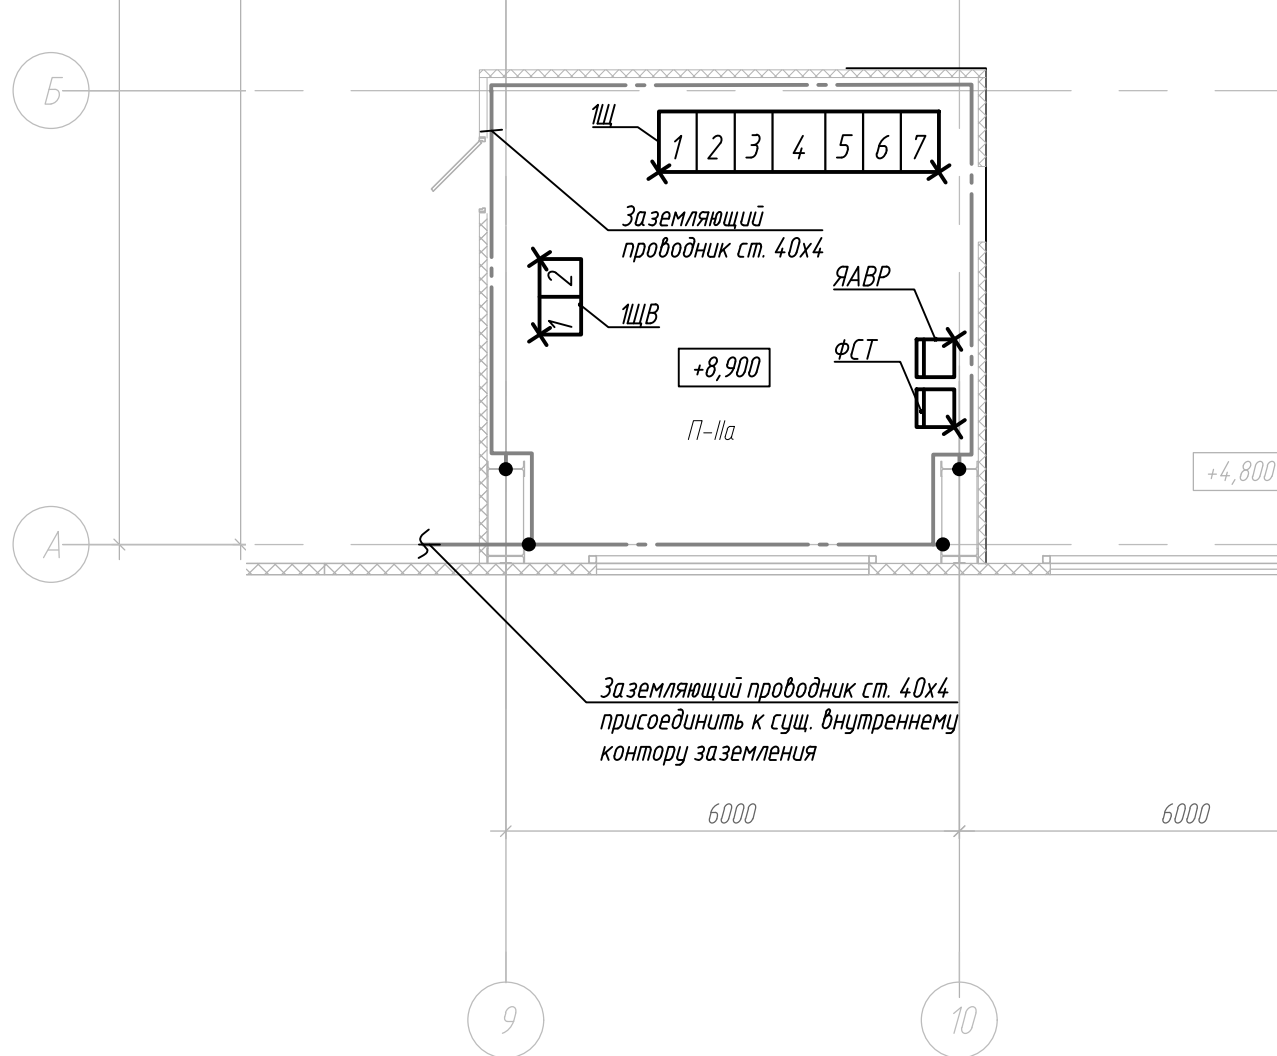 Б
1Щ
1 2 3 4 5 6 7
Заземляющий
проводник ст. 40х4
2
1
1ЩВ
ЯАВР
ФСТ
+8,900
П-IIа
+4,800
А
Заземляющий проводник ст. 40х4
присоединить к сущ. внутреннему
контору заземления
6000 6000
9 10